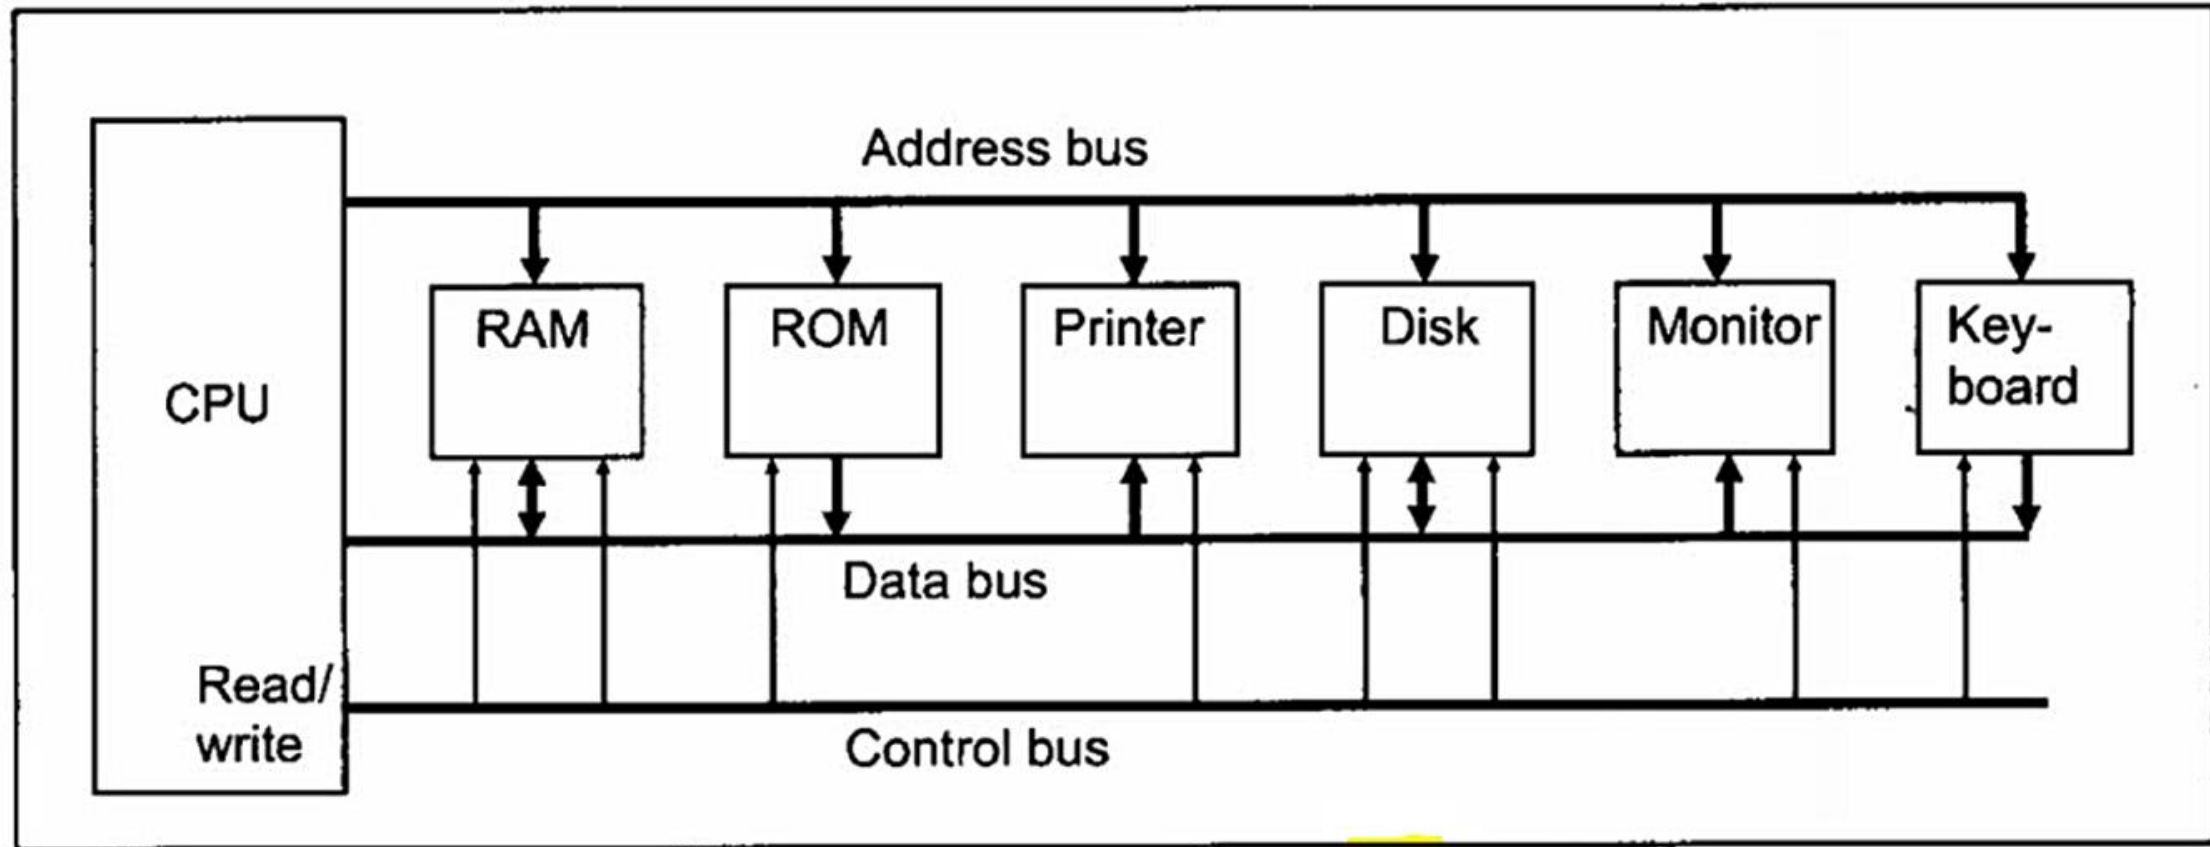 Address bus
RAM
ROM
Printer
Disk
Monitor
Key-
board
CPU
Data bus
Read/
write
Control bus